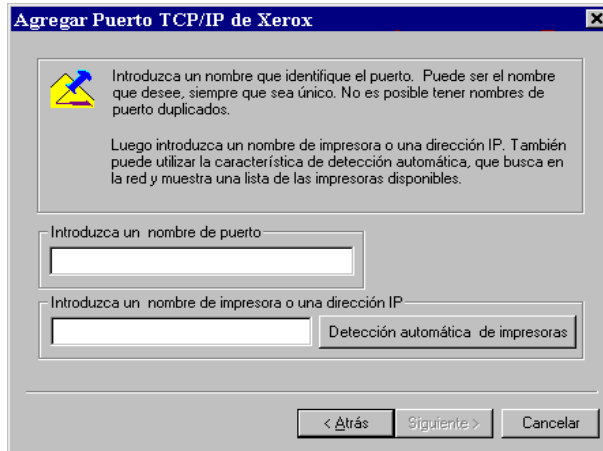 Agregar Puerto TCP/IP de Xerox
Introduzca un nombre que identifique el puerto. Puede ser el nombre
que desee, siempre que sea único. No es posible tener nombres de
puerto duplicados.
Luego introduzca un nombre de impresora o una dirección IP. También
puede utilizar la característica de detección automática, que busca en
la red y muestra una lista de las impresoras disponibles.
Introduzca un nombre de puerto
Introduzca un nombre de impresora o una dirección IP
Detección automática de impresoras
< Atrás Siguiente > Cancelar